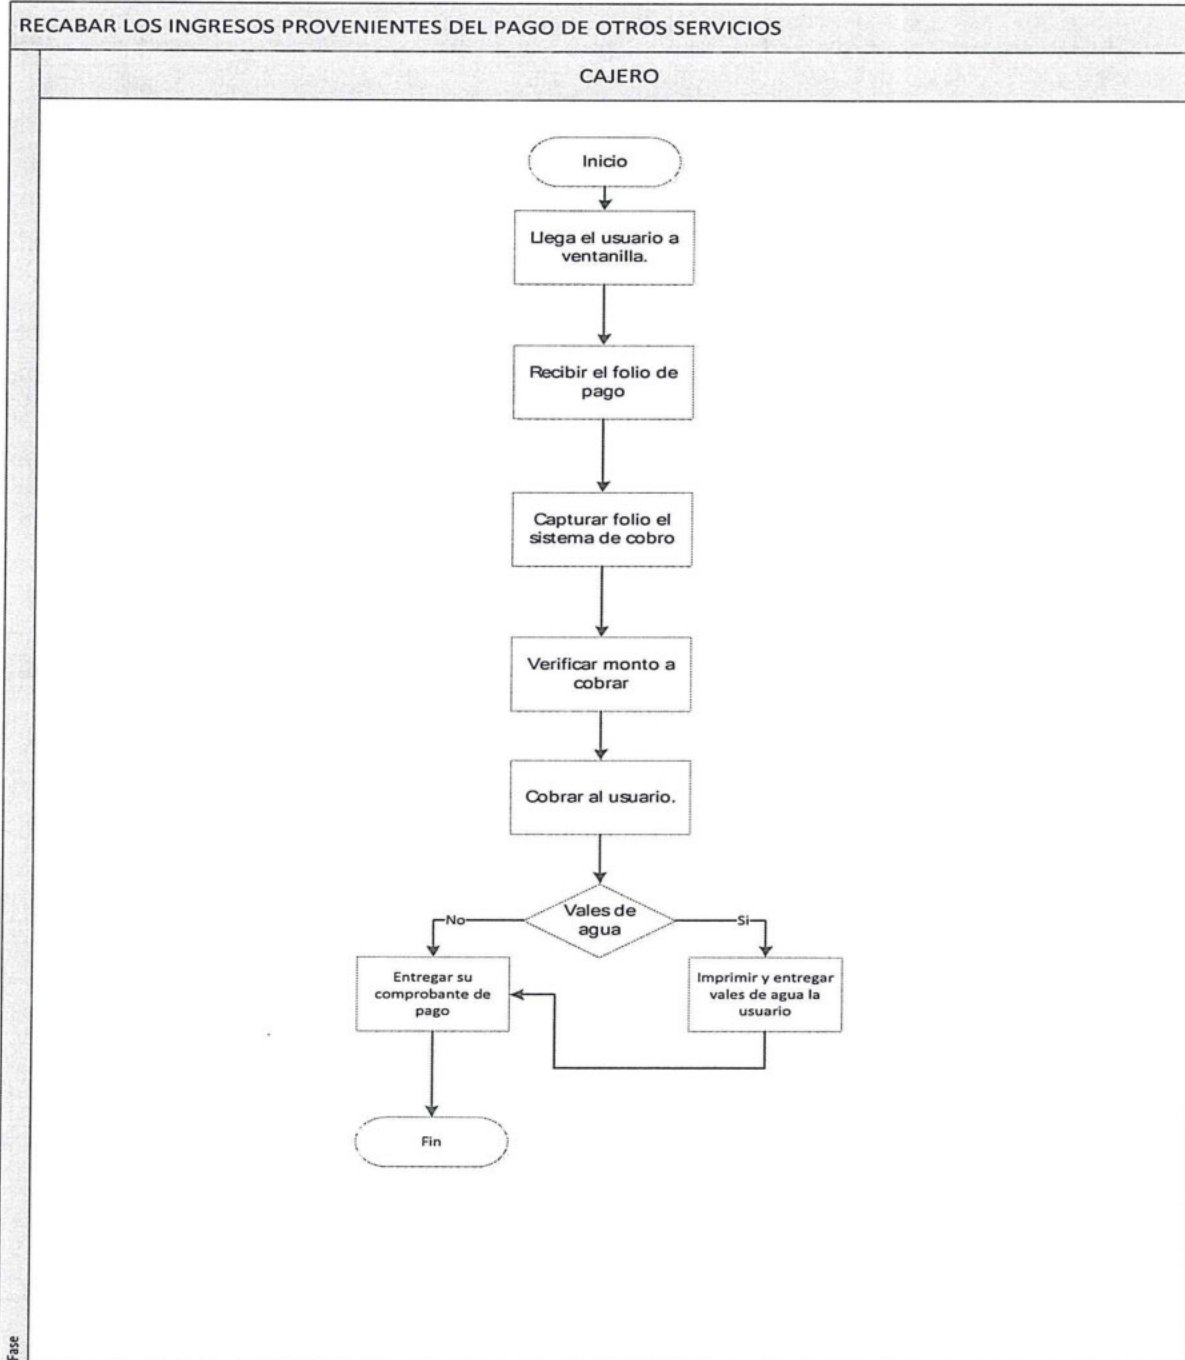 RECABAR LOS INGRESOS PROVENIENTES DEL PAGO DE OTROS SERVICIOS
CAJERO
Inicio
Llega el usuario a
ventanilla.
Recibir el folio de
pago
Capturar folio el
sistema de cobro
Verificar monto a
cobrar
Cobrar al usuario.
Vales de
agua
No
Si
Entregar su
comprobante de
pago
Imprimir y entregar
vales de agua la
usuario
Fin
Fase